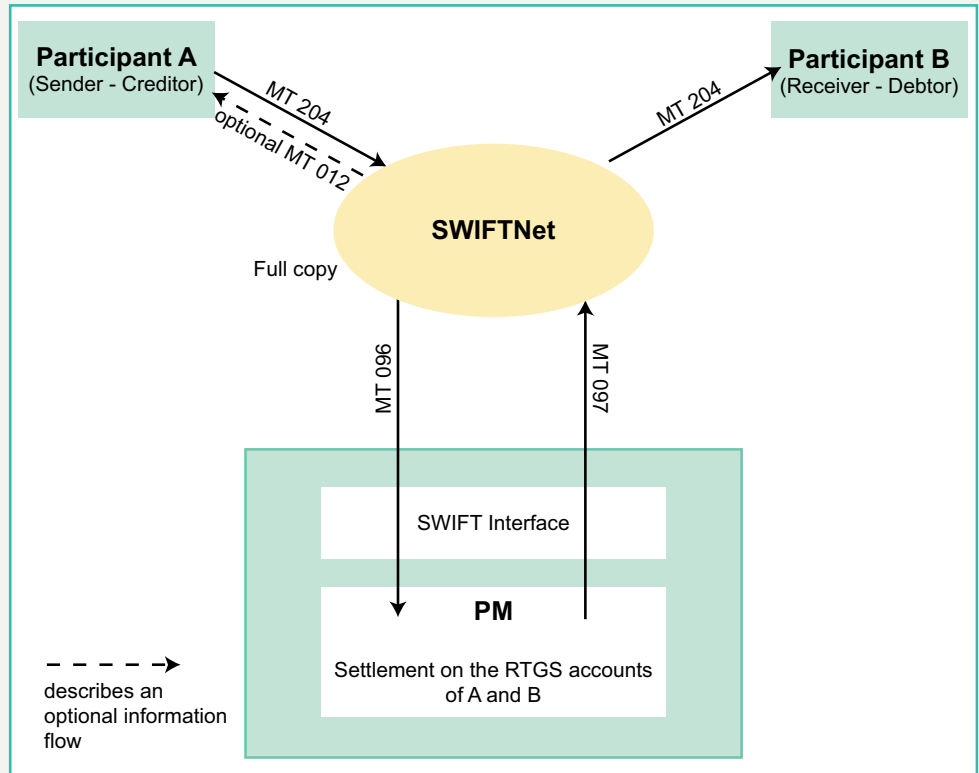 Participant A
(Sender - Creditor)
Participant B
(Receiver - Debtor)
MT 204
optional MT 012
MT 204
SWIFTNet
Full copy
MT 096
MT 097
SWIFT Interface
PM
Settlement on the RTGS accounts
of A and B
describes an
optional information
flow